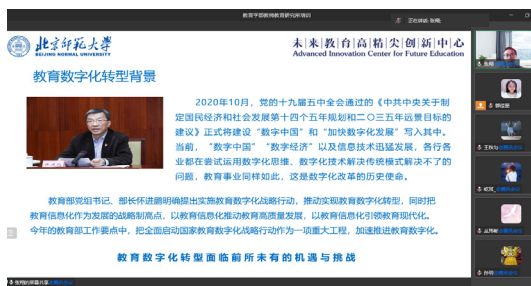 教育学部教师教育研究所培训
正在讲话: 张翔;
北京师范大学
BEIJING NORMAL UNIVERSITY
未|来|教|育|高|精|尖|创|新|中|心
Advanced Innovation Center for Future Education
教育数字化转型背景
2020年10月，党的十九届五中全会通过的《中共中央关于制
定国民经济和社会发展第十四个五年规划和二〇三五年远景目标的
建议》正式将建设“数字中国”和“加快数字化发展”写入其中。
当前，“数字中国”“数字经济”以及信息技术迅猛发展，各行各
业都在尝试运用数字化思维、数字化技术解决传统模式解决不了的
问题，教育事业同样如此，这是数字化改革的历史使命。
教育部党组书记、部长怀进鹏明确提出实施教育数字化战略行动，推动实现教育数字化转型，同时把
教育信息化作为发展的战略制高点，以教育信息化推动教育高质量发展，以教育信息化引领教育现代化。
今年的教育部工作要点中，把全面启动国家教育数字化战略行动作为一项重大工程，加速推进教育数字化。
教育数字化转型面临前所未有的机遇与挑战
张翔的屏幕共享